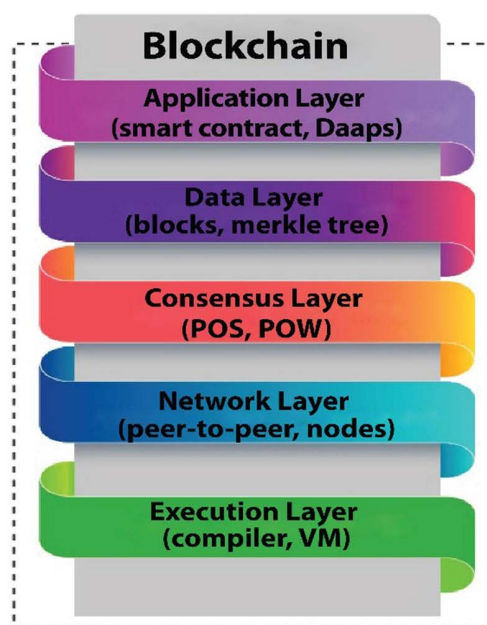 Blockchain
Application Layer
(smart contract, Daaps)
Data Layer
(blocks, merkle tree)
Consensus Layer
(POS, POW)
Network Layer
(peer-to-peer, nodes)
Execution Layer
(compiler, VM)